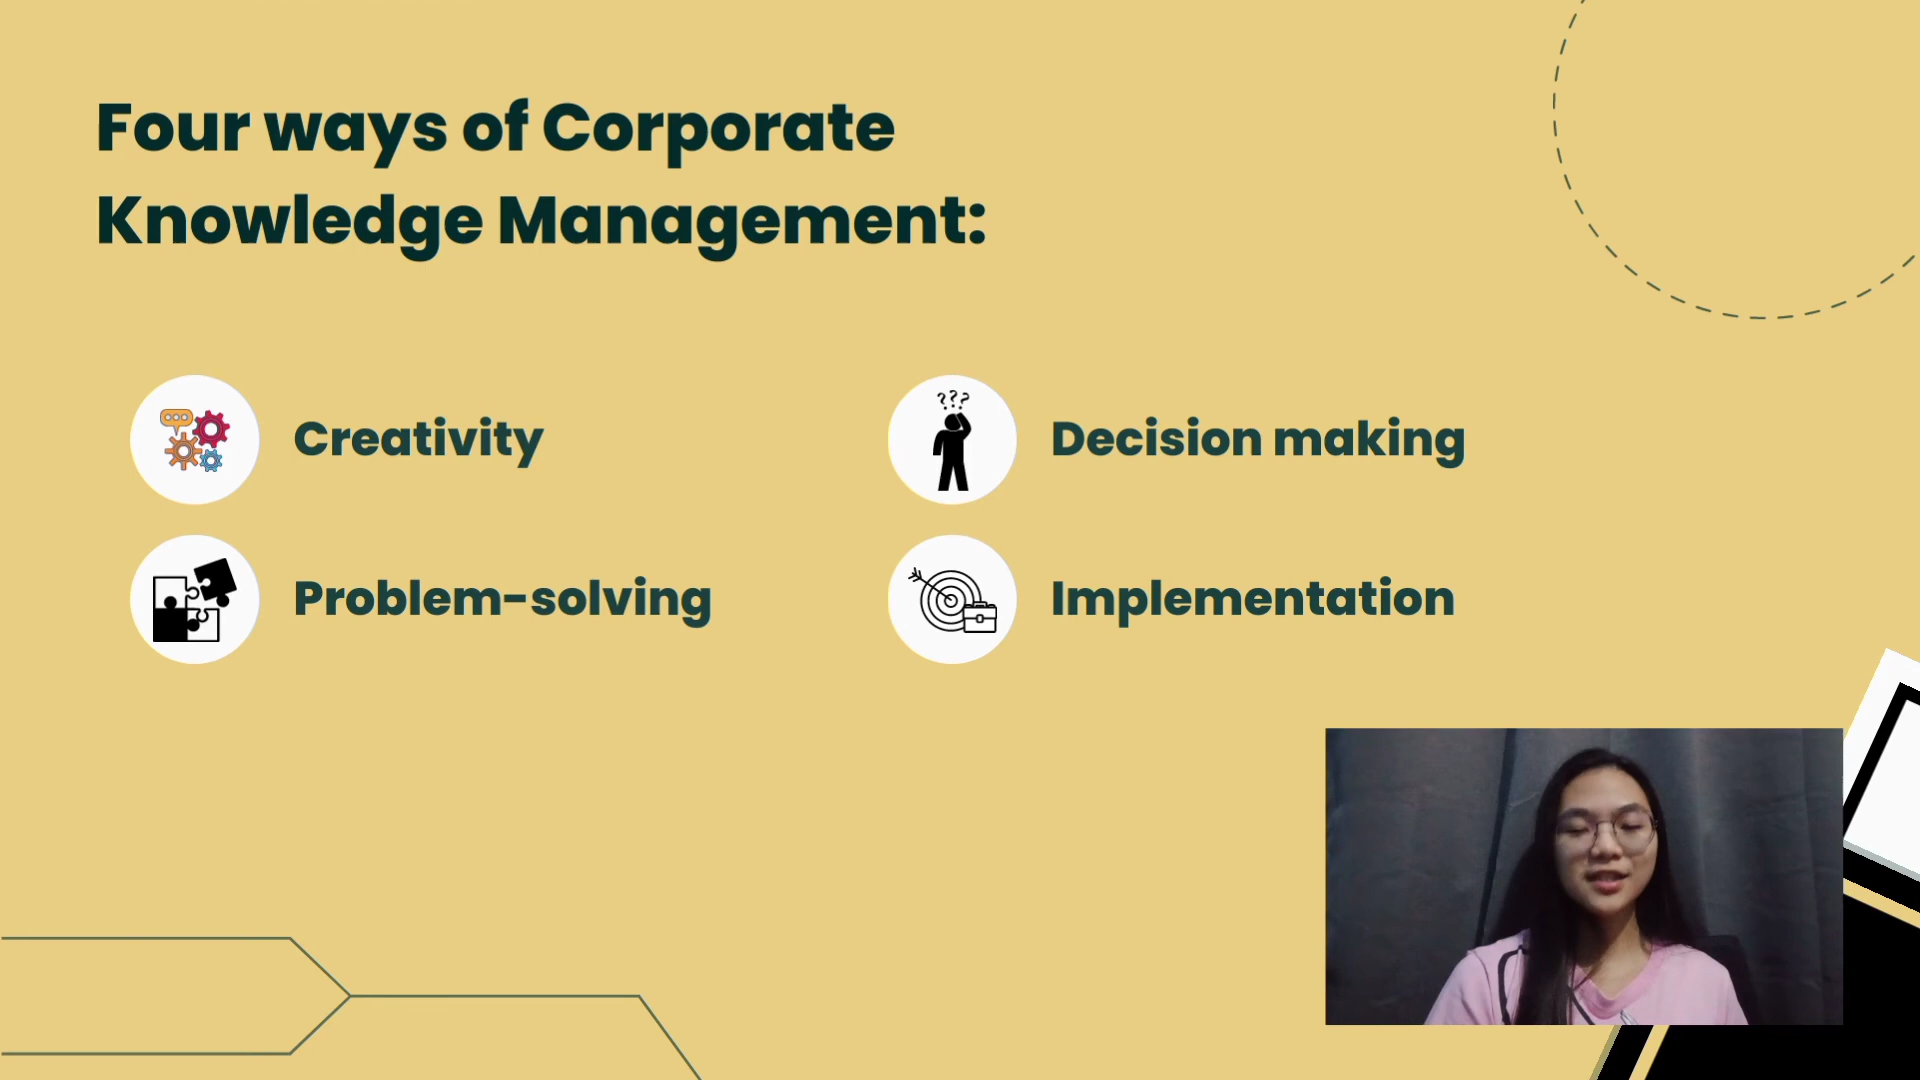 Four ways of Corporate
Knowledge Management:
???
Creativity
Decision making
Problem-solving
Implementation